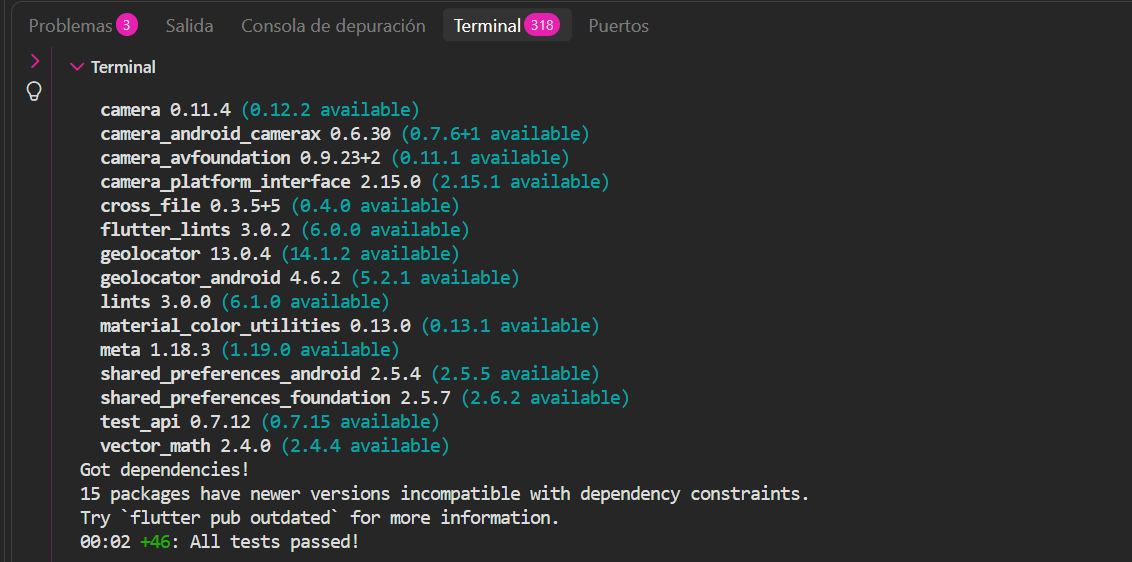 Problemas 3 Salida Consola de depuración Terminal 318 Puertos
Terminal
camera 0.11.4 (0.12.2 available)
camera_android_camerax 0.6.30 (0.7.6+1 available)
camera_avfoundation 0.9.23+2 (0.11.1 available)
camera_platform_interface 2.15.0 (2.15.1 available)
cross_file 0.3.5+5 (0.4.0 available)
flutter_lints 3.0.2 (6.0.0 available)
geolocator 13.0.4 (14.1.2 available)
geolocator_android 4.6.2 (5.2.1 available)
lints 3.0.0 (6.1.0 available)
material_color_utilities 0.13.0 (0.13.1 available)
meta 1.18.3 (1.19.0 available)
shared_preferences_android 2.5.4 (2.5.5 available)
shared_preferences_foundation 2.5.7 (2.6.2 available)
test_api 0.7.12 (0.7.15 available)
vector_math 2.4.0 (2.4.4 available)
Got dependencies!
15 packages have newer versions incompatible with dependency constraints.
Try `flutter pub outdated` for more information.
00:02 +46: All tests passed!